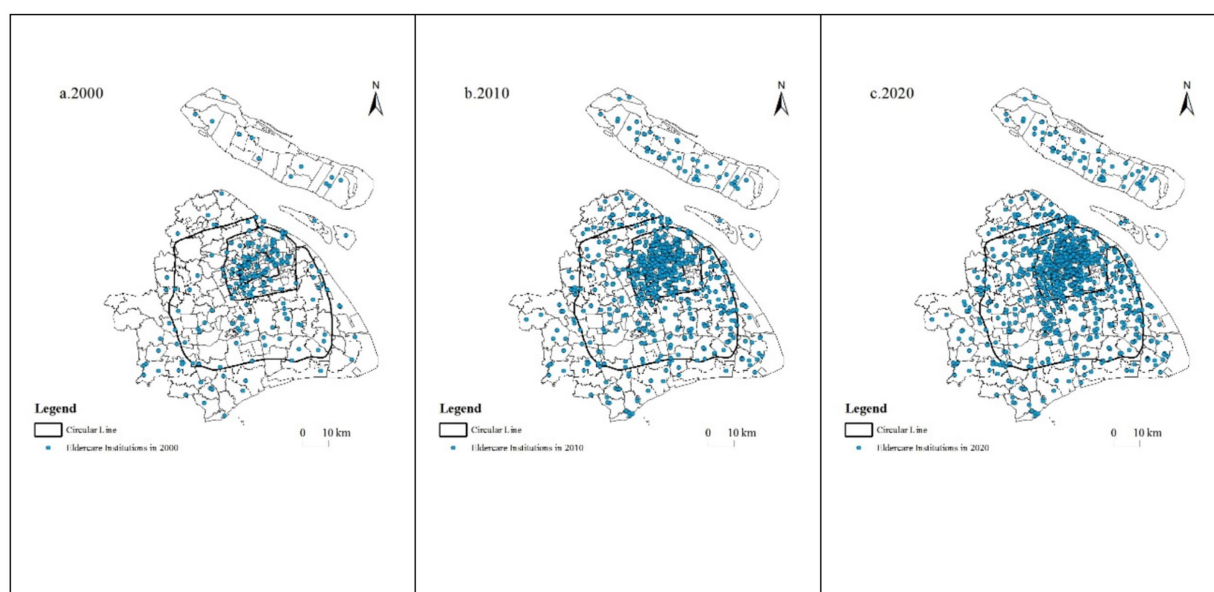 a.2000
N
Legend
Circular Line
Eldercare Institutions in 2000
0 10 km
b.2010
N
Legend
Circular Line
Eldercare Institutions in 2010
0 10 km
c.2020
N
Legend
Circular Line
Eldercare Institutions in 2020
0 10 km